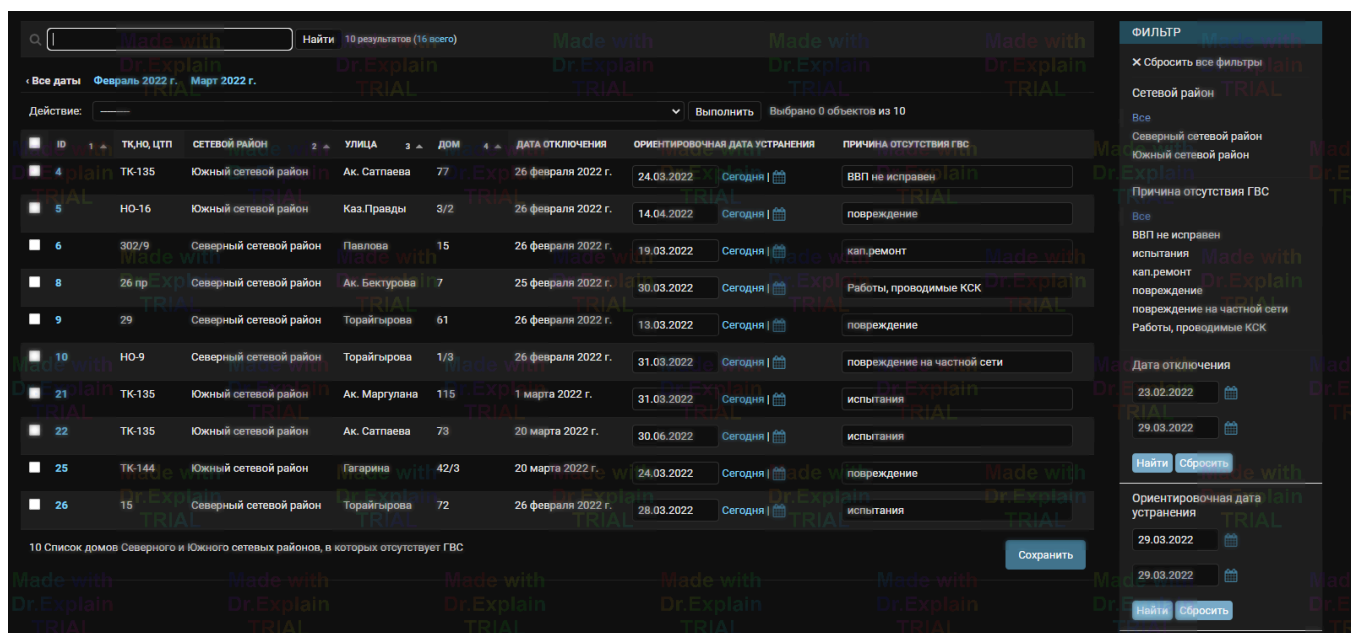 Найти 10 результатов (16 всего)
‹ Все даты Февраль 2022 г. Март 2022 г.
Действие: --------- Выполнить Выбрано 0 объектов из 10
ID 1 ТК,НО, ЦТП СЕТЕВОЙ РАЙОН 2 УЛИЦА 3 ДОМ 4 ДАТА ОТКЛЮЧЕНИЯ ОРИЕНТИРОВОЧНАЯ ДАТА УСТРАНЕНИЯ ПРИЧИНА ОТСУТСТВИЯ ГВС
4 ТК-135 Южный сетевой район Ак. Сатпаева 77 26 февраля 2022 г. 24.03.2022 Сегодня | ВВП не исправен
5 НО-16 Южный сетевой район Каз.Правды 3/2 26 февраля 2022 г. 14.04.2022 Сегодня | повреждение
6 302/9 Северный сетевой район Павлова 15 26 февраля 2022 г. 19.03.2022 Сегодня | кап.ремонт
8 26 пр Северный сетевой район Ак. Бектурова 7 25 февраля 2022 г. 30.03.2022 Сегодня | Работы, проводимые КСК
9 29 Северный сетевой район Торайгырова 61 26 февраля 2022 г. 13.03.2022 Сегодня | повреждение
10 НО-9 Северный сетевой район Торайгырова 1/3 26 февраля 2022 г. 31.03.2022 Сегодня | повреждение на частной сети
21 ТК-135 Южный сетевой район Ак. Маргулана 115 1 марта 2022 г. 31.03.2022 Сегодня | испытания
22 ТК-135 Южный сетевой район Ак. Сатпаева 73 20 марта 2022 г. 30.06.2022 Сегодня | испытания
25 ТК-144 Южный сетевой район Гагарина 42/3 20 марта 2022 г. 24.03.2022 Сегодня | повреждение
26 15 Северный сетевой район Торайгырова 72 26 февраля 2022 г. 28.03.2022 Сегодня | испытания
10 Список домов Северного и Южного сетевых районов, в которых отсутствует ГВС
Сохранить
ФИЛЬТР
✕ Сбросить все фильтры
Сетевой район
Все
Северный сетевой район
Южный сетевой район
Причина отсутствия ГВС
Все
ВВП не исправен
испытания
кап.ремонт
повреждение
повреждение на частной сети
Работы, проводимые КСК
Дата отключения
23.02.2022
29.03.2022
Найти Сбросить
Ориентировочная дата
устранения
29.03.2022
29.03.2022
Найти Сбросить
Made with
Dr.Explain
TRIAL